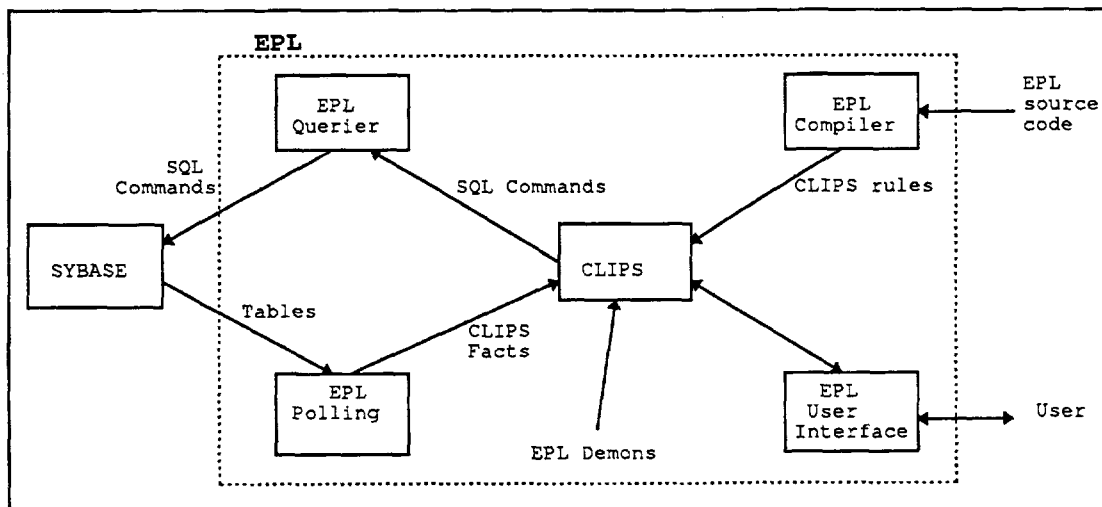 EPL
EPL
Querier
EPL
Compiler
EPL
source
code
SQL
Commands
SQL Commands
CLIPS rules
SYBASE
CLIPS
Tables
CLIPS
Facts
EPL
Polling
EPL
User
Interface
User
EPL Demons